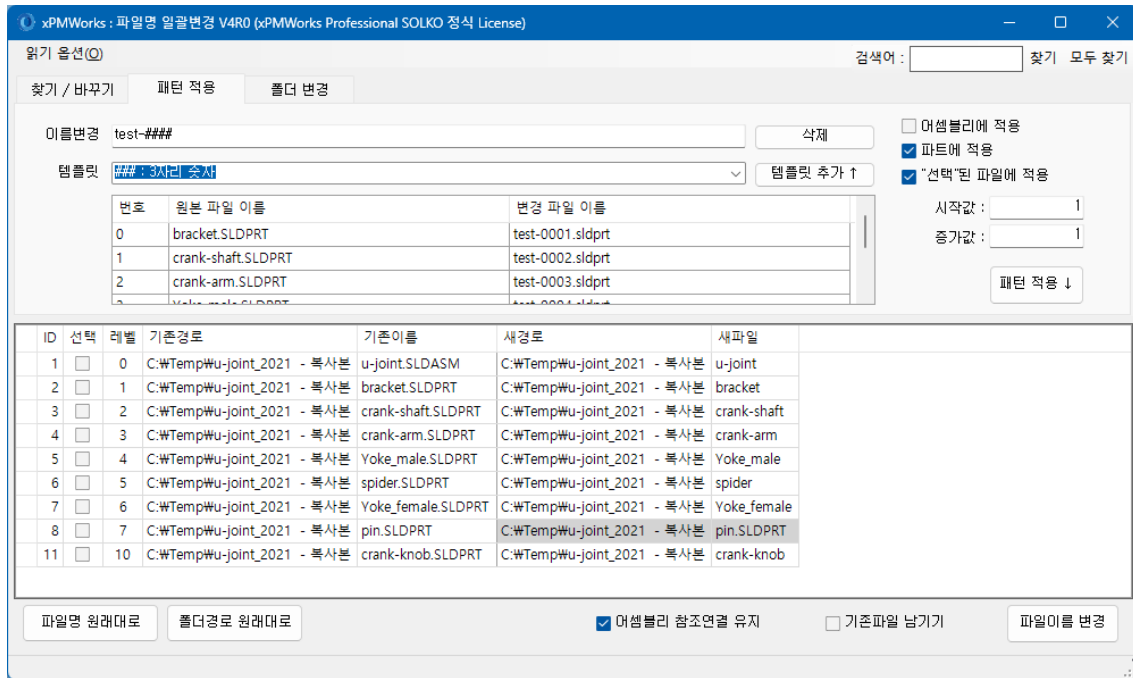 xPMWorks : 파일명 일괄변경 V4R0 (xPMWorks Professional SOLKO 정식 License)
읽기 옵션(O) 검색어 : 찾기 모두 찾기
찾기 / 바꾸기 패턴 적용 폴더 변경
이름변경 test-#### 삭제 어셈블리에 적용
파트에 적용
템플릿 ### : 3자리 숫자 템플릿 추가 ↑ "선택"된 파일에 적용
번호 원본 파일 이름 변경 파일 이름 시작값 : 1
0 bracket.SLDPRT test-0001.sldprt 증가값 : 1
1 crank-shaft.SLDPRT test-0002.sldprt
2 crank-arm.SLDPRT test-0003.sldprt 패턴 적용 ↓
ID 선택 레벨 기존경로 기존이름 새경로 새파일
1 0 C:₩Temp₩u-joint_2021 - 복사본 u-joint.SLDASM C:₩Temp₩u-joint_2021 - 복사본 u-joint
2 1 C:₩Temp₩u-joint_2021 - 복사본 bracket.SLDPRT C:₩Temp₩u-joint_2021 - 복사본 bracket
3 2 C:₩Temp₩u-joint_2021 - 복사본 crank-shaft.SLDPRT C:₩Temp₩u-joint_2021 - 복사본 crank-shaft
4 3 C:₩Temp₩u-joint_2021 - 복사본 crank-arm.SLDPRT C:₩Temp₩u-joint_2021 - 복사본 crank-arm
5 4 C:₩Temp₩u-joint_2021 - 복사본 Yoke_male.SLDPRT C:₩Temp₩u-joint_2021 - 복사본 Yoke_male
6 5 C:₩Temp₩u-joint_2021 - 복사본 spider.SLDPRT C:₩Temp₩u-joint_2021 - 복사본 spider
7 6 C:₩Temp₩u-joint_2021 - 복사본 Yoke_female.SLDPRT C:₩Temp₩u-joint_2021 - 복사본 Yoke_female
8 7 C:₩Temp₩u-joint_2021 - 복사본 pin.SLDPRT C:₩Temp₩u-joint_2021 - 복사본 pin.SLDPRT
11 10 C:₩Temp₩u-joint_2021 - 복사본 crank-knob.SLDPRT C:₩Temp₩u-joint_2021 - 복사본 crank-knob
파일명 원래대로 폴더경로 원래대로 어셈블리 참조연결 유지 기존파일 남기기 파일이름 변경